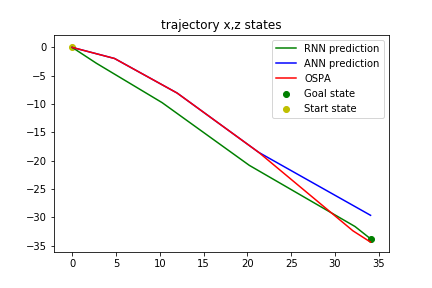 trajectory x,z states
RNN prediction
ANN prediction
OSPA
Goal state
Start state
0
−5
−10
−15
−20
−25
−30
−35
0 5 10 15 20 25 30 35